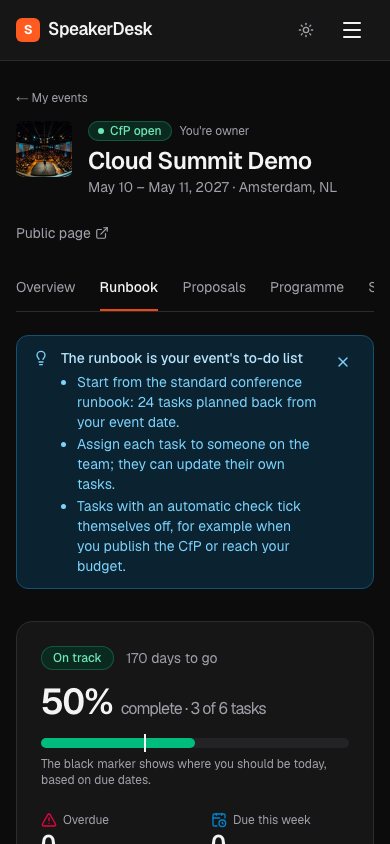 S SpeakerDesk
← My events
CfP open You're owner
Cloud Summit Demo
May 10 – May 11, 2027 · Amsterdam, NL
Public page
Overview Runbook Proposals Programme
The runbook is your event's to-do list
• Start from the standard conference
runbook: 24 tasks planned back from
your event date.
• Assign each task to someone on the
team; they can update their own
tasks.
• Tasks with an automatic check tick
themselves off, for example when
you publish the CfP or reach your
budget.
On track 170 days to go
50% complete · 3 of 6 tasks
The black marker shows where you should be today,
based on due dates.
Overdue Due this week